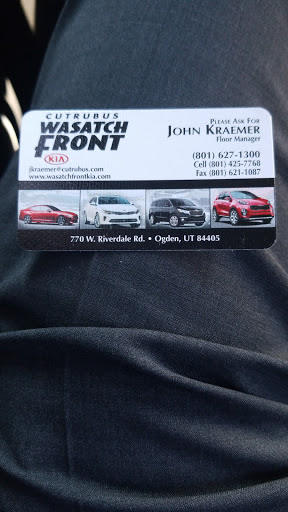 CUTRUBUS
WASATCH
FRONT
KIA
jkraemer@cutrubus.com
www.wasatchfrontkia.com
PLEASE ASK FOR
JOHN KRAEMER
Floor Manager
(801) 627-1300
Cell (801) 425-7768
Fax (801) 621-1087
770 W. Riverdale Rd. • Ogden, UT 84405